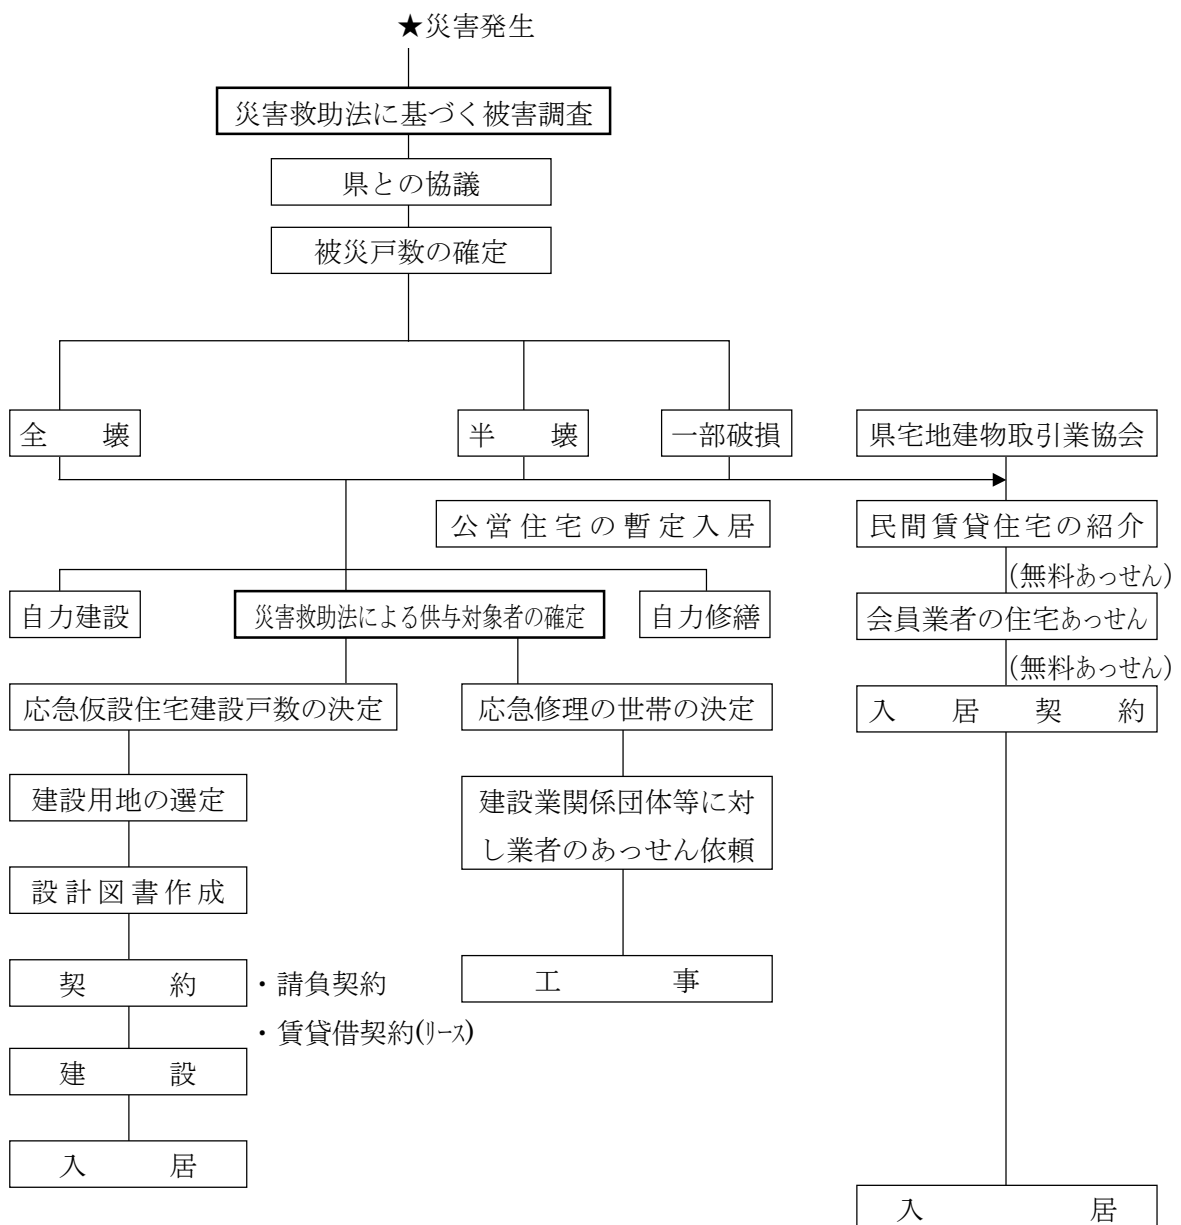 ★災害発生
災害救助法に基づく被害調査
県との協議
被災戸数の確定
全　壊
半　壊
一部破損
県宅地建物取引業協会
公営住宅の暫定入居
民間賃貸住宅の紹介
(無料あっせん)
自力建設
災害救助法による供与対象者の確定
自力修繕
会員業者の住宅あっせん
(無料あっせん)
応急仮設住宅建設戸数の決定
応急修理の世帯の決定
入　居　契　約
建設用地の選定
建設業関係団体等に対
し業者のあっせん依頼
設計図書作成
契　約
・請負契約
・賃貸借契約(ﾘｰｽ)
工　事
建　設
入　居
入　居